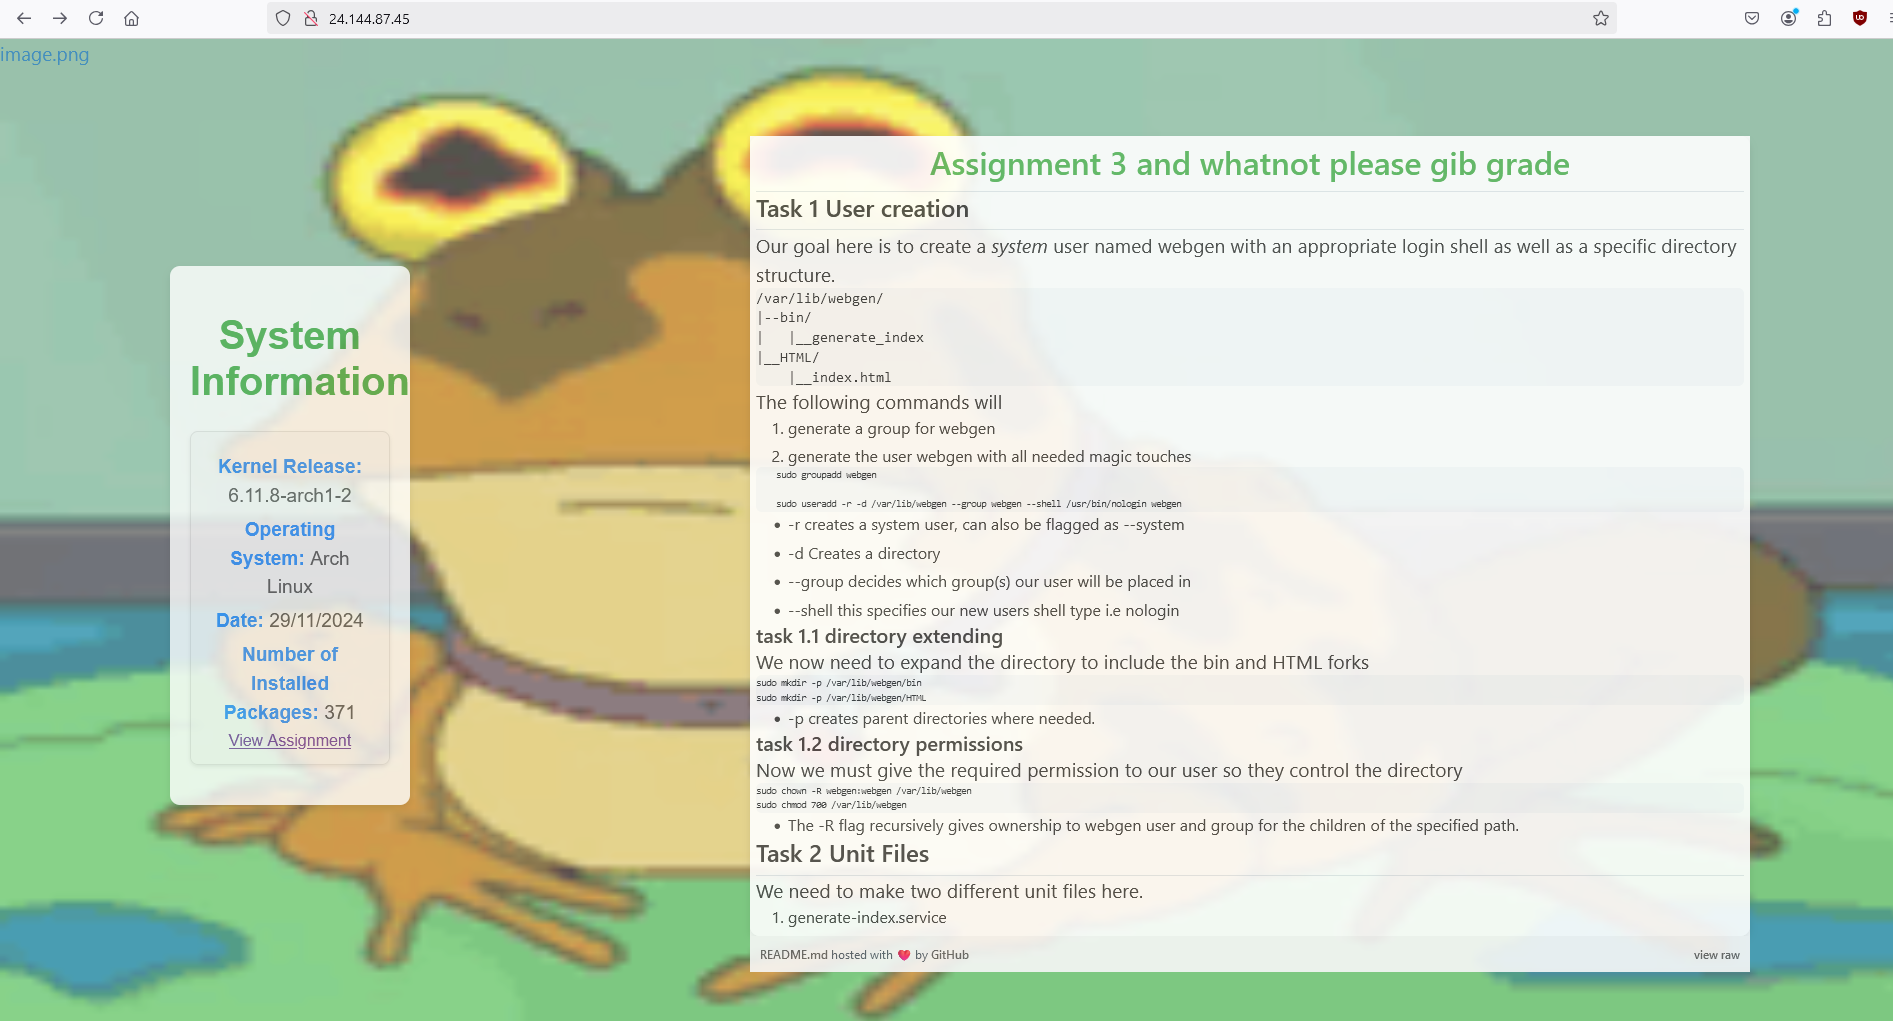 24.144.87.45
image.png
System
Information
Kernel Release:
6.11.8-arch1-2
Operating
System: Arch
Linux
Date: 29/11/2024
Number of
Installed
Packages: 371
View Assignment
Assignment 3 and whatnot please gib grade
Task 1 User creation
Our goal here is to create a system user named webgen with an appropriate login shell as well as a specific directory
structure.
/var/lib/webgen/
|--bin/
|   |__generate_index
|__HTML/
    |__index.html
The following commands will
1. generate a group for webgen
2. generate the user webgen with all needed magic touches
sudo groupadd webgen
sudo useradd -r -d /var/lib/webgen --group webgen --shell /usr/bin/nologin webgen
• -r creates a system user, can also be flagged as --system
• -d Creates a directory
• --group decides which group(s) our user will be placed in
• --shell this specifies our new users shell type i.e nologin
task 1.1 directory extending
We now need to expand the directory to include the bin and HTML forks
sudo mkdir -p /var/lib/webgen/bin
sudo mkdir -p /var/lib/webgen/HTML
• -p creates parent directories where needed.
task 1.2 directory permissions
Now we must give the required permission to our user so they control the directory
sudo chown -R webgen:webgen /var/lib/webgen
sudo chmod 700 /var/lib/webgen
• The -R flag recursively gives ownership to webgen user and group for the children of the specified path.
Task 2 Unit Files
We need to make two different unit files here.
1. generate-index.service
README.md hosted with ❤ by GitHub
view raw